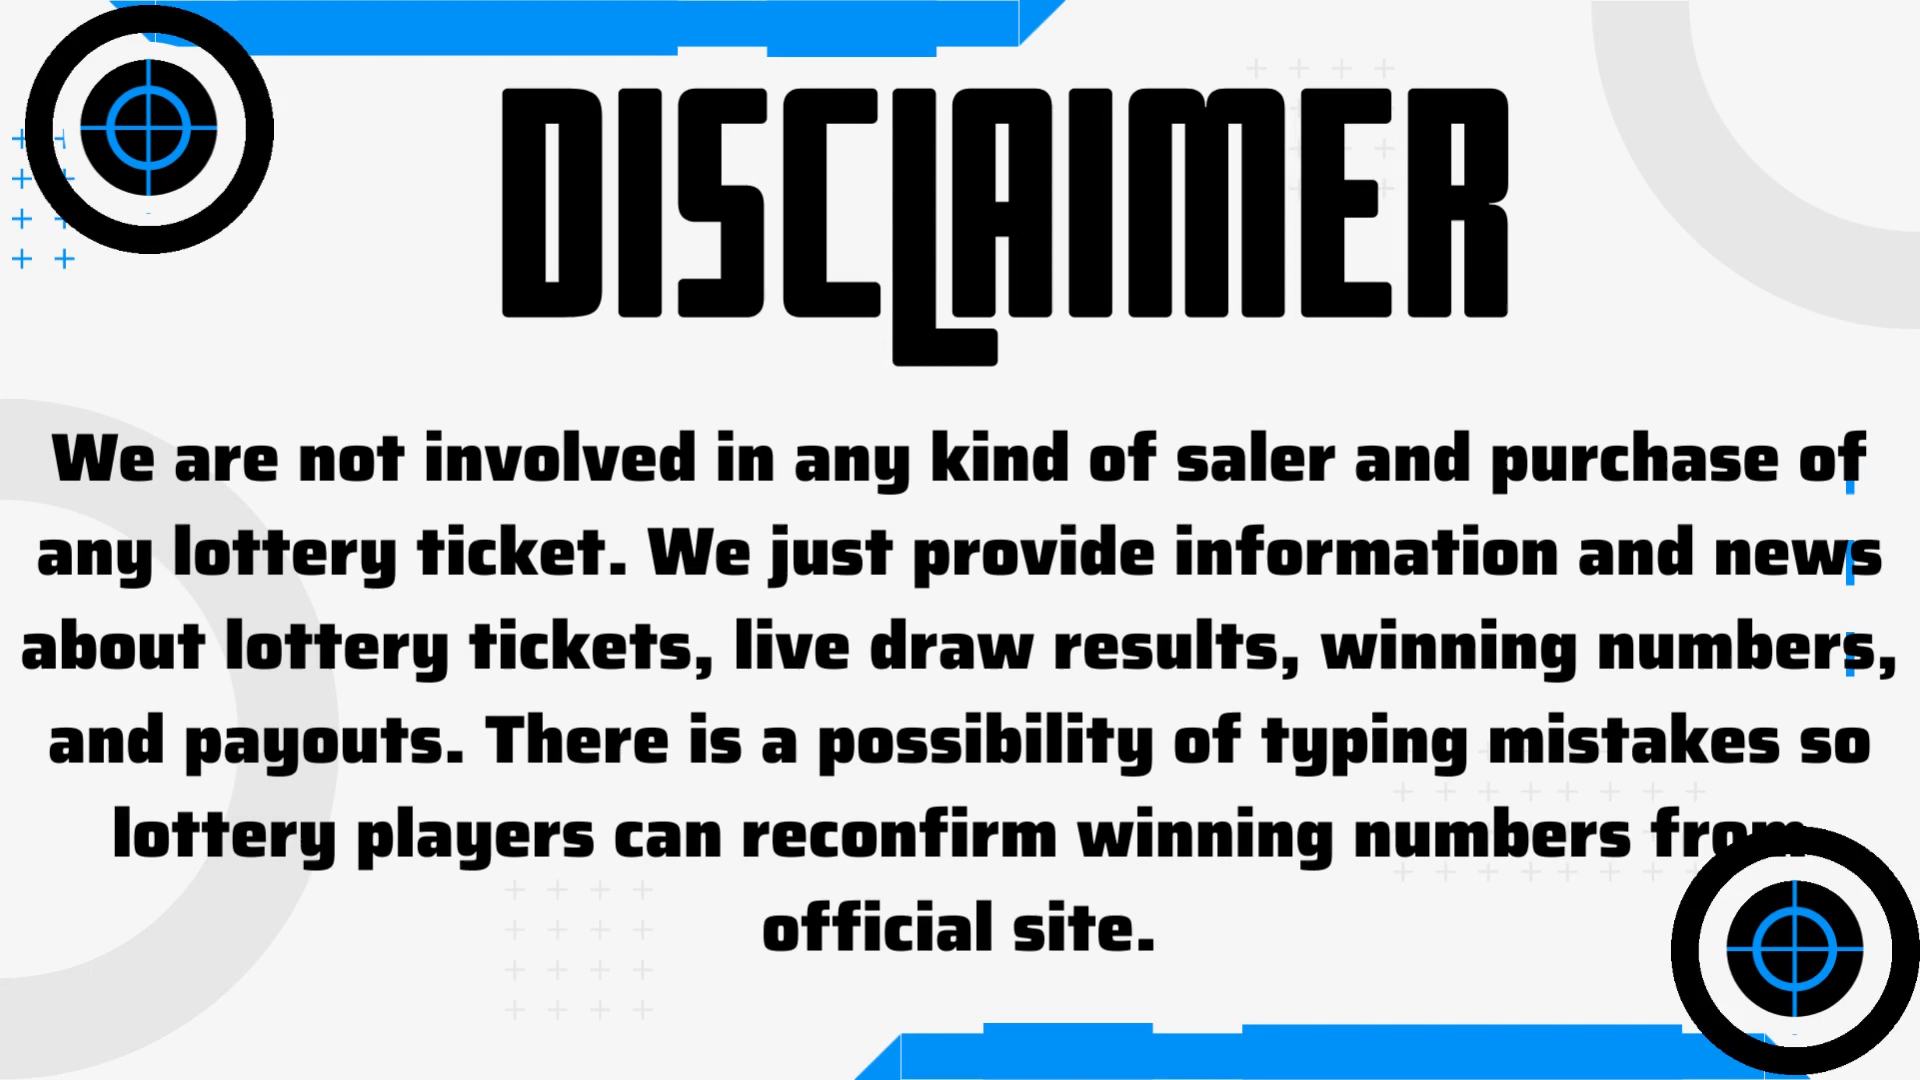 DISCLAIMER
We are not involved in any kind of saler and purchase of
any lottery ticket. We just provide information and news
about lottery tickets, live draw results, winning numbers,
and payouts. There is a possibility of typing mistakes so
lottery players can reconfirm winning numbers from
official site.